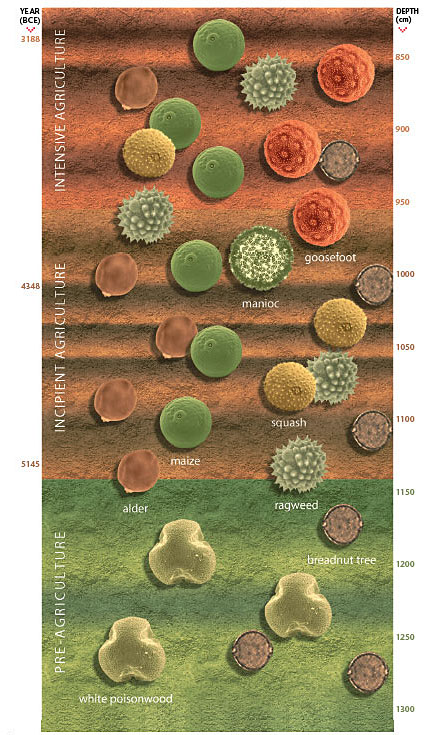 YEAR
(BCE)
DEPTH
(cm)
3188
850
INTENSIVE AGRICULTURE
900
950
goosefoot
1000
4348
manioc
INCIPIENT AGRICULTURE
1050
1100
squash
maize
5145
1150
alder
ragweed
PRE-AGRICULTURE
breadnut tree
1200
1250
white poisonwood
1300